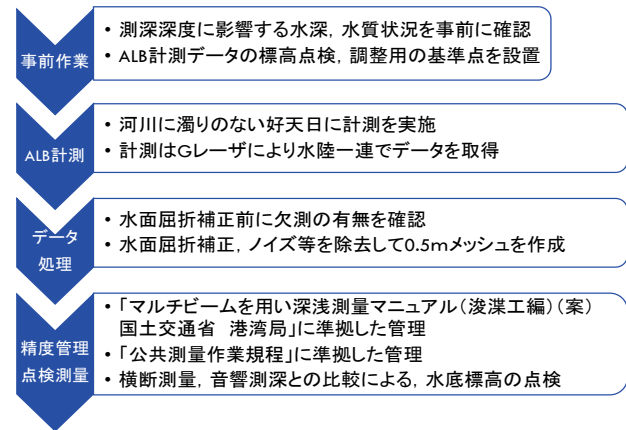 事前作業
• 測深深度に影響する水深，水質状況を事前に確認
• ALB計測データの標高点検，調整用の基準点を設置
ALB計測
• 河川に濁りのない好天日に計測を実施
• 計測はGレーザにより水陸一連でデータを取得
データ
処理
• 水面屈折補正前に欠測の有無を確認
• 水面屈折補正，ノイズ等を除去して0.5mメッシュを作成
精度管理
点検測量
• 「マルチビームを用い深浅測量マニュアル（浚渫工編）（案）
国土交通省　港湾局」に準拠した管理
• 「公共測量作業規程」に準拠した管理
• 横断測量，音響測深との比較による，水底標高の点検